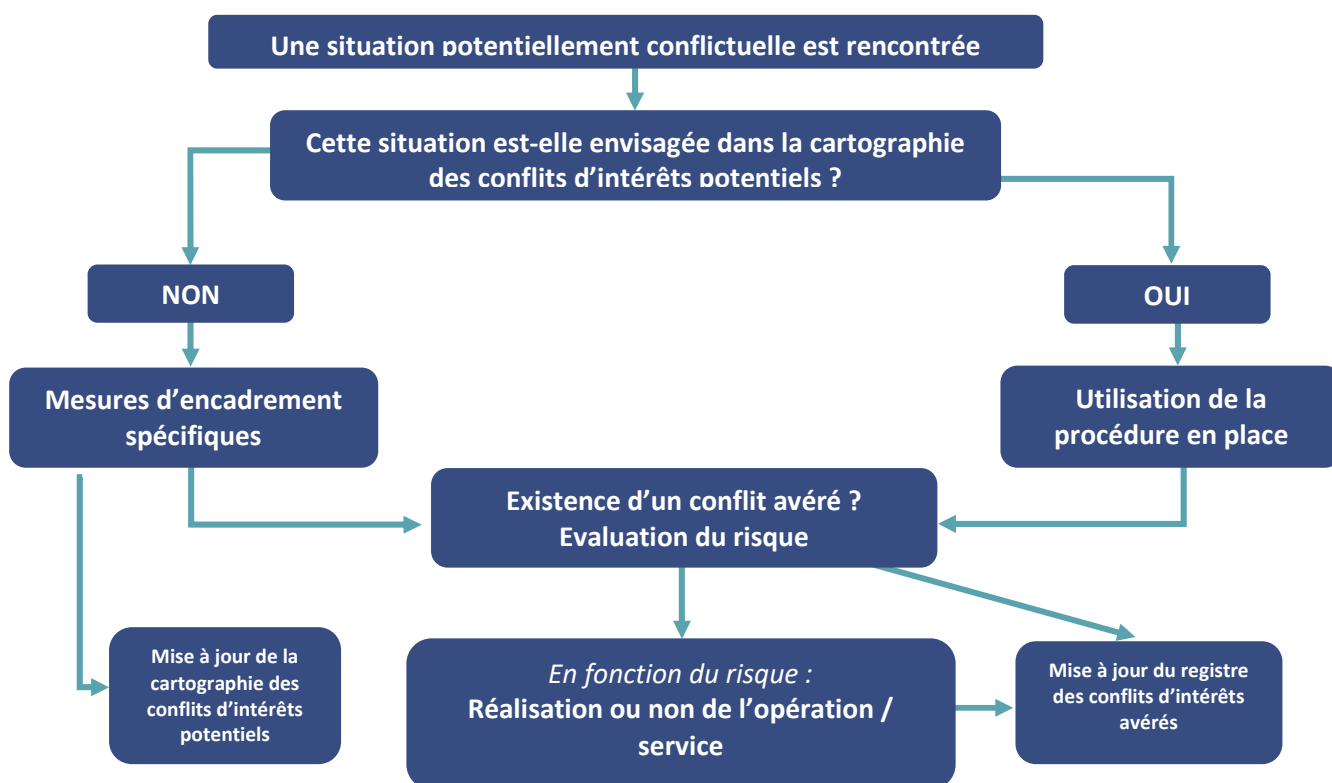 Une situation potentiellement conflictuelle est rencontrée
Cette situation est-elle envisagée dans la cartographie
des conflits d’intérêts potentiels ?
NON
OUI
Mesures d’encadrement
spécifiques
Utilisation de la
procédure en place
Existence d’un conflit avéré ?
Evaluation du risque
Mise à jour de la
cartographie des
conflits d’intérêts
potentiels
En fonction du risque :
Réalisation ou non de l’opération /
service
Mise à jour du registre
des conflits d’intérêts
avérés